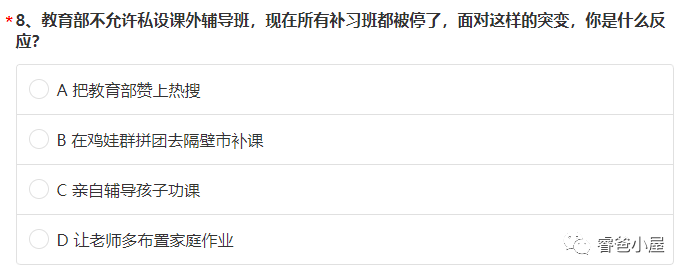 *8、教育部不允许私设课外辅导班，现在所有补习班都被停了，面对这样的突变，你是什么反
应？
A 把教育部赞上热搜
B 在鸡娃群拼团去隔壁市补课
C 亲自辅导孩子功课
D 让老师多布置家庭作业
睿爸小屋